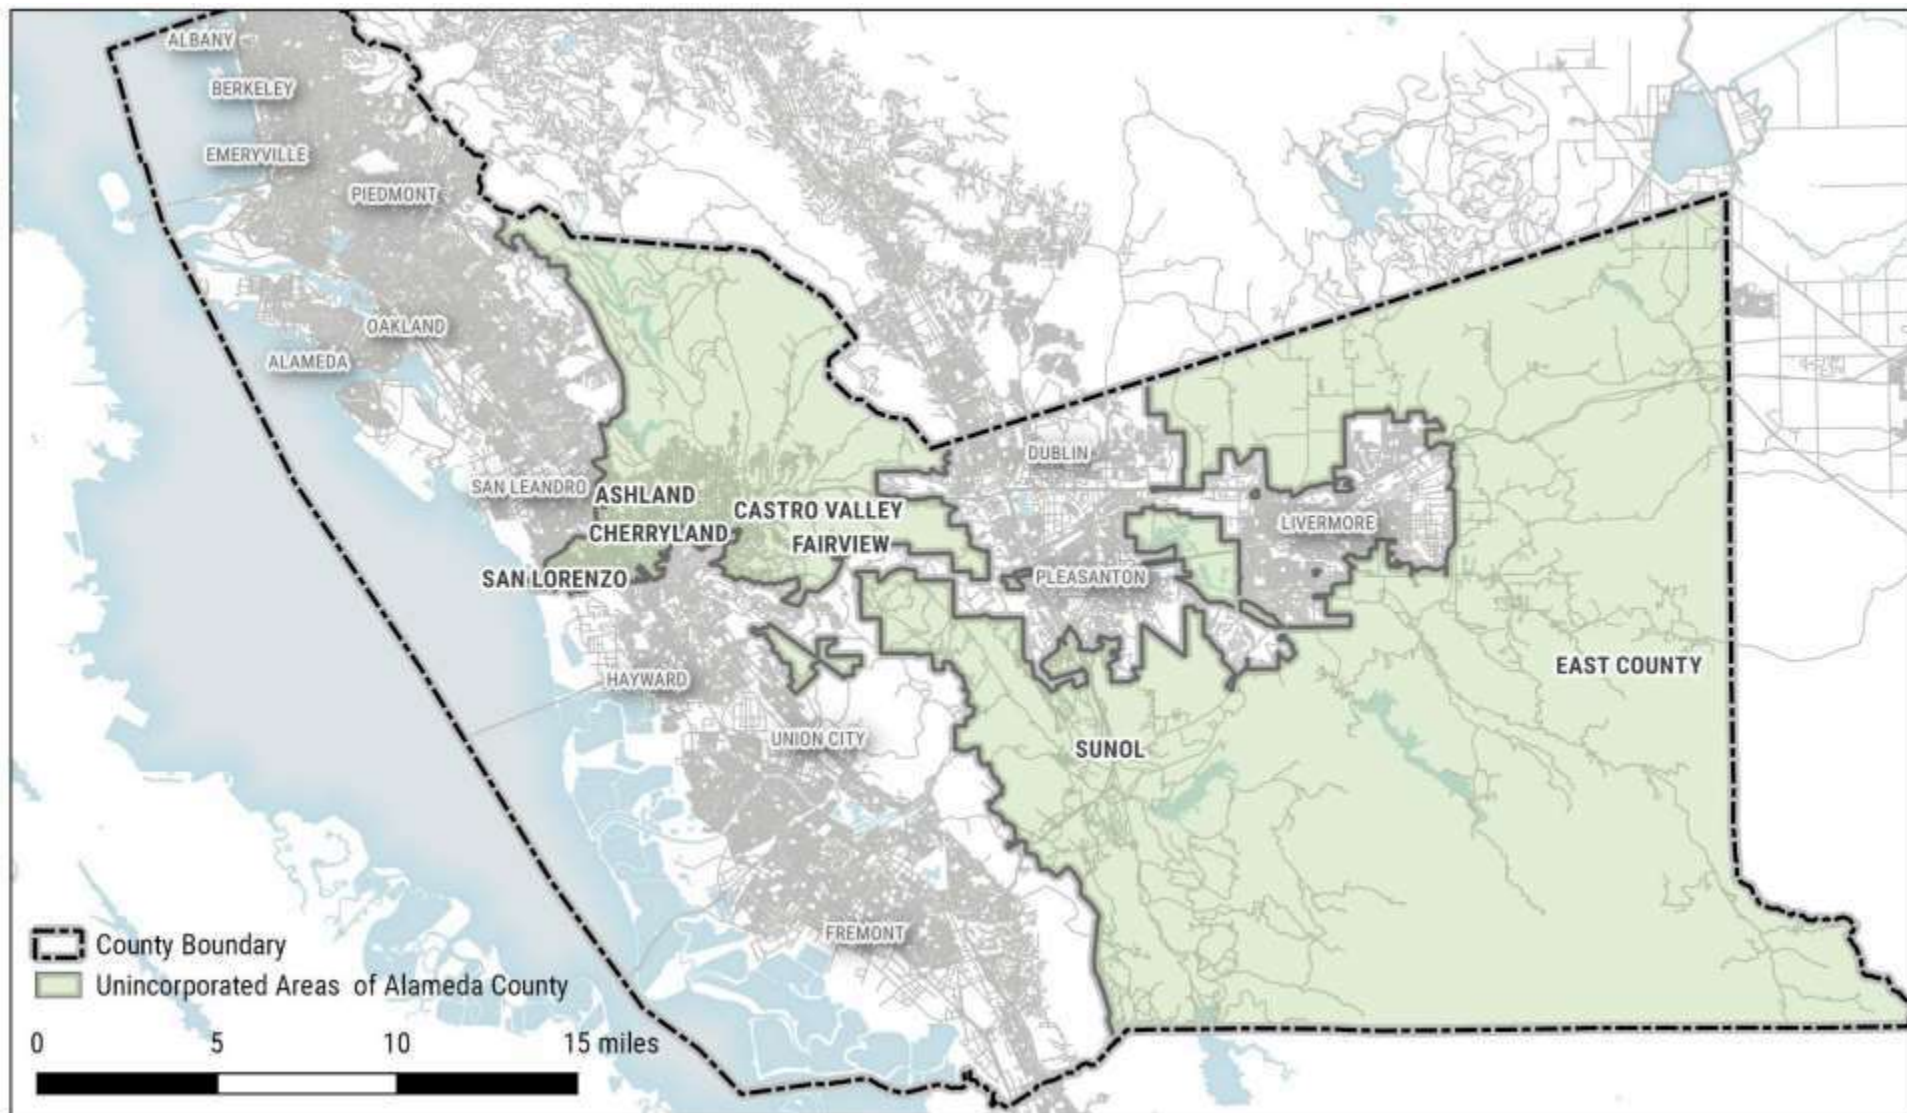 ALBANY
BERKELEY
EMERYVILLE
PIEDMONT
OAKLAND
ALAMEDA
DUBLIN
SAN LEANDRO
ASHLAND
CASTRO VALLEY
LIVERMORE
CHERRYLAND
FAIRVIEW
SAN LORENZO
PLEASANTON
EAST COUNTY
HAYWARD
UNION CITY
SUNOL
FREMONT
County Boundary
Unincorporated Areas of Alameda County
0 5 10 15 miles